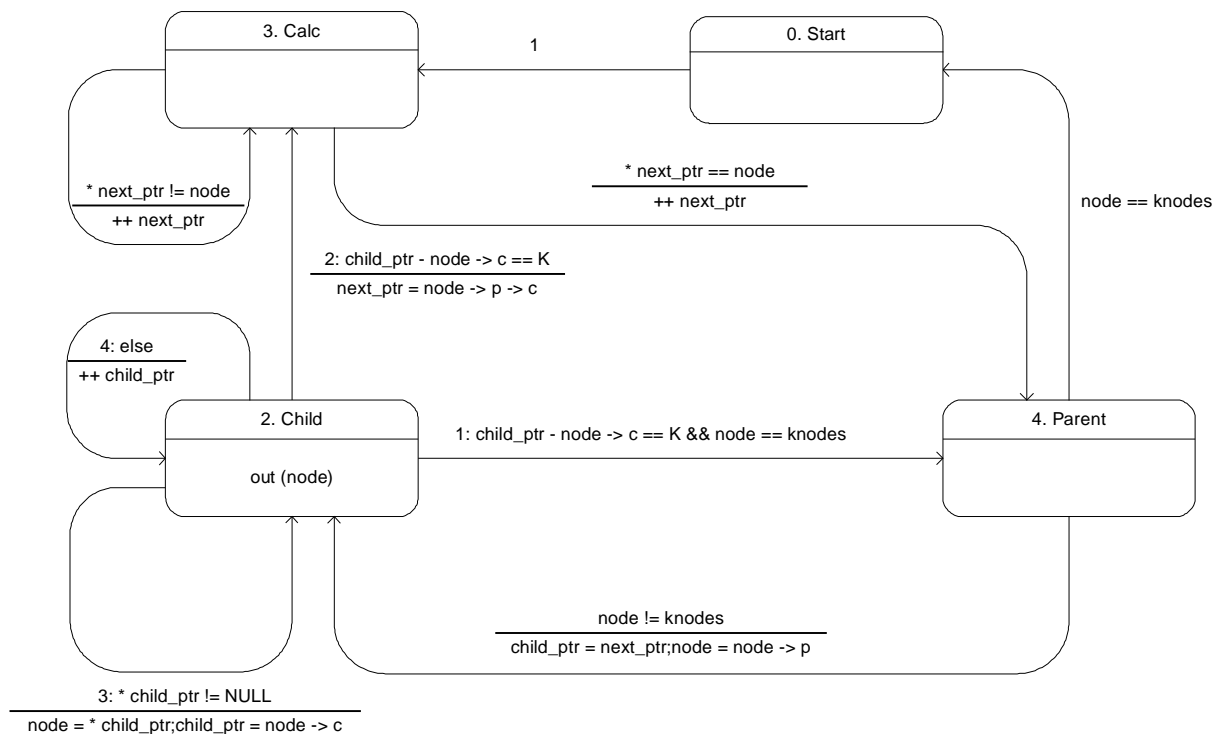 3. Calc
1
0. Start
* next_ptr != node
++ next_ptr
* next_ptr == node
++ next_ptr
node == knodes
2: child_ptr - node -> c == K
next_ptr = node -> p -> c
4: else
++ child_ptr
2. Child
out (node)
1: child_ptr - node -> c == K && node == knodes
4. Parent
node != knodes
child_ptr = next_ptr;node = node -> p
3: * child_ptr != NULL
node = * child_ptr;child_ptr = node -> c